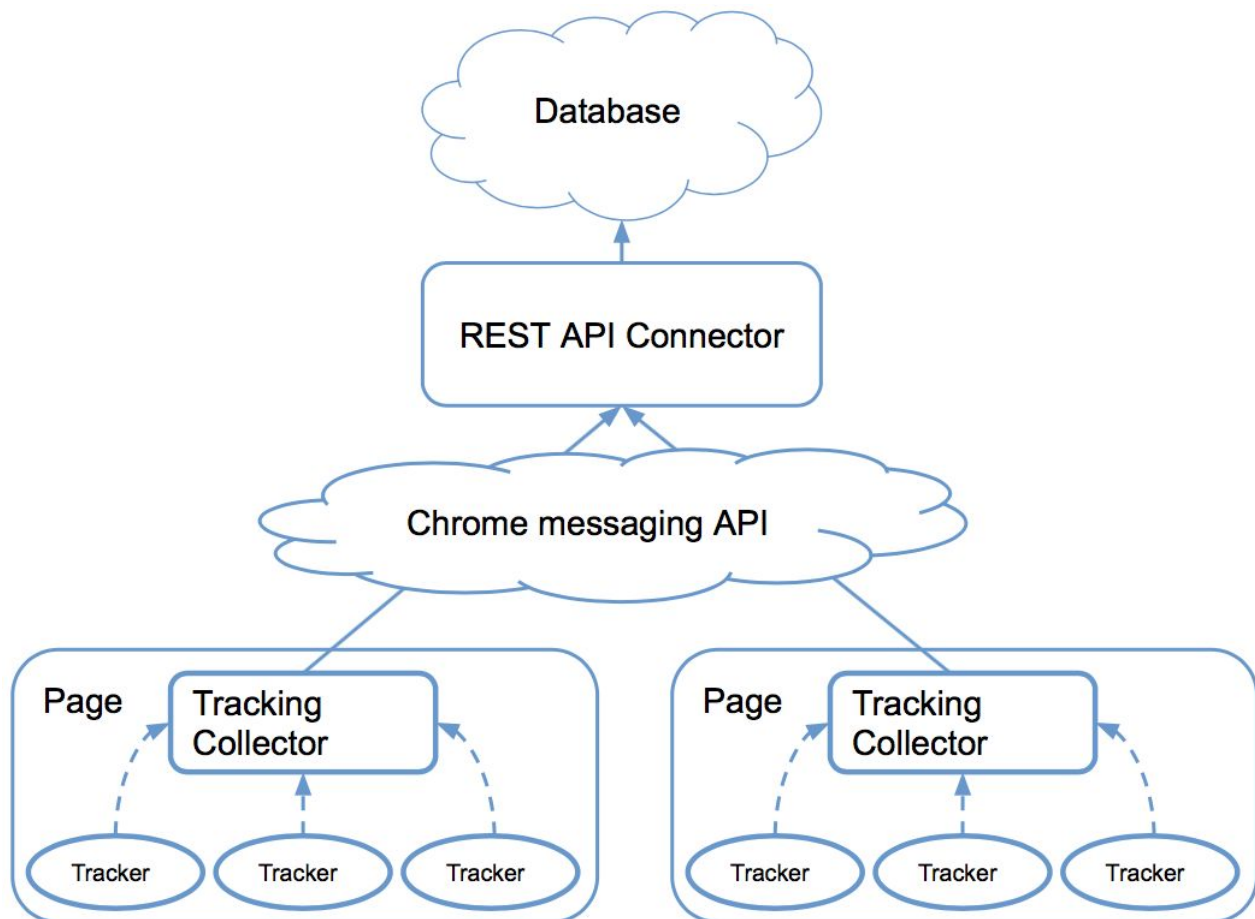 Database
REST API Connector
Chrome messaging API
Page
Tracking
Collector
Tracker
Tracker
Tracker
Page
Tracking
Collector
Tracker
Tracker
Tracker